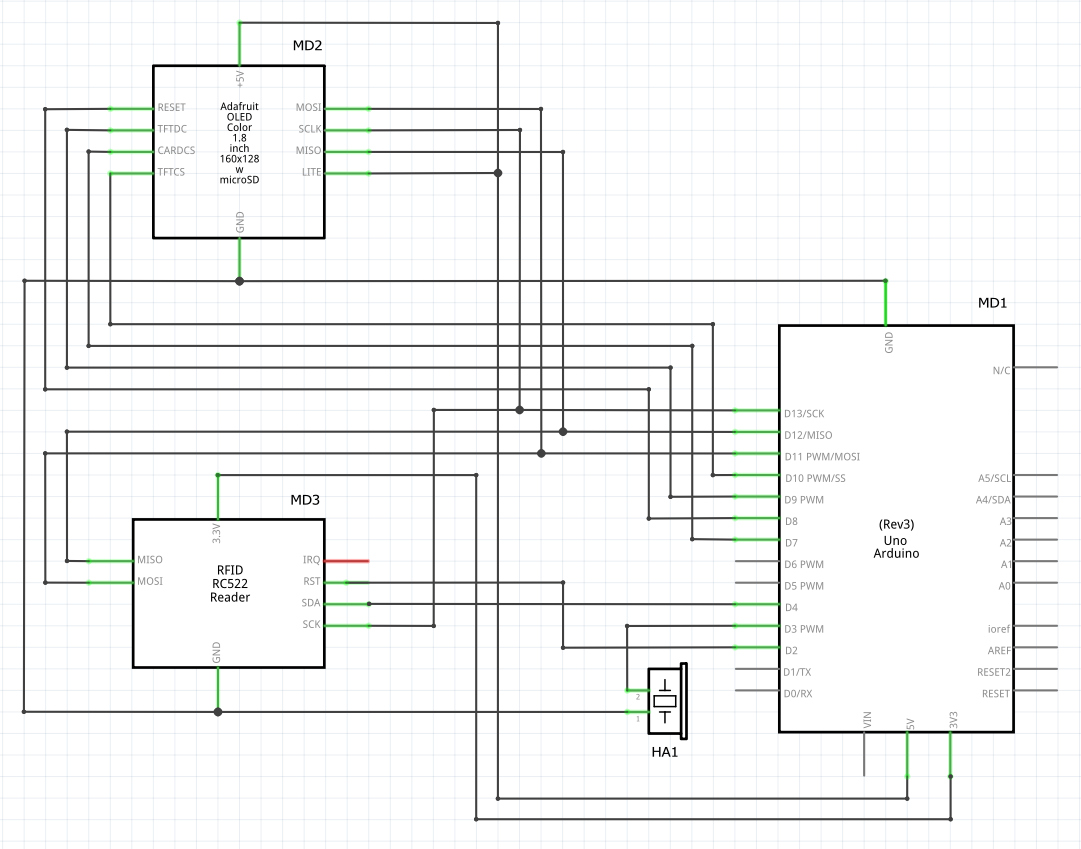 MD2
+5V
RESET
TFTDC
CARDCS
TFTCS
Adafruit
OLED
Color
1.8
inch
160x128
w
microSD
MOSI
SCLK
MISO
LITE
GND
MD1
GND
N/C
D13/SCK
D12/MISO
D11 PWM/MOSI
D10 PWM/SS
D9 PWM
D8
D7
D6 PWM
D5 PWM
D4
D3 PWM
D2
D1/TX
D0/RX
(Rev3)
Uno
Arduino
A5/SCL
A4/SDA
A3
A2
A1
A0
ioref
AREF
RESET2
RESET
VIN
5V
3V3
MD3
3.3V
MISO
MOSI
RFID
RC522
Reader
IRQ
RST
SDA
SCK
GND
2
1
HA1